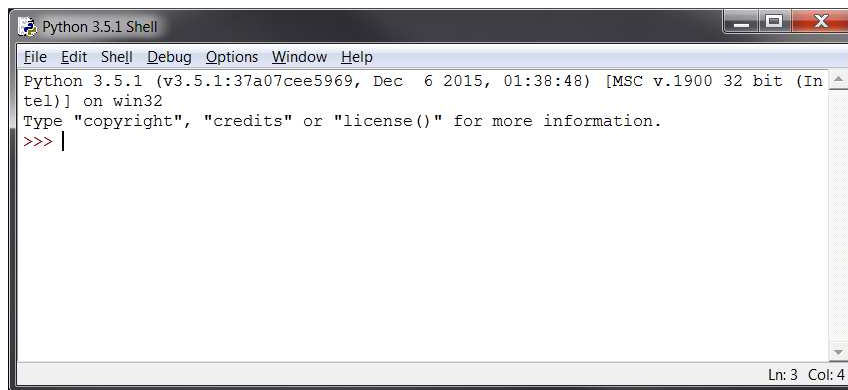 Python 3.5.1 Shell
File Edit Shell Debug Options Window Help
Python 3.5.1 (v3.5.1:37a07cee5969, Dec  6 2015, 01:38:48) [MSC v.1900 32 bit (In
tel)] on win32
Type "copyright", "credits" or "license()" for more information.
>>>
Ln: 3 Col: 4